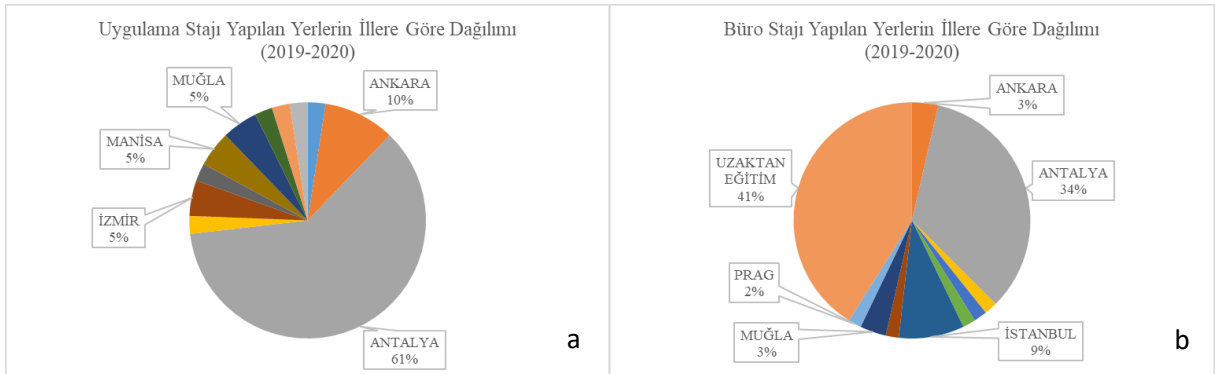 Uygulama Stajı Yapılan Yerlerin İllere Göre Dağılımı
(2019-2020)
MUĞLA
5%
ANKARA
10%
MANİSA
5%
İZMİR
5%
ANTALYA
61%
a
Büro Stajı Yapılan Yerlerin İllere Göre Dağılımı
(2019-2020)
ANKARA
3%
UZAKTAN
EĞİTİM
41%
ANTALYA
34%
PRAG
2%
MUĞLA
3%
İSTANBUL
9%
b